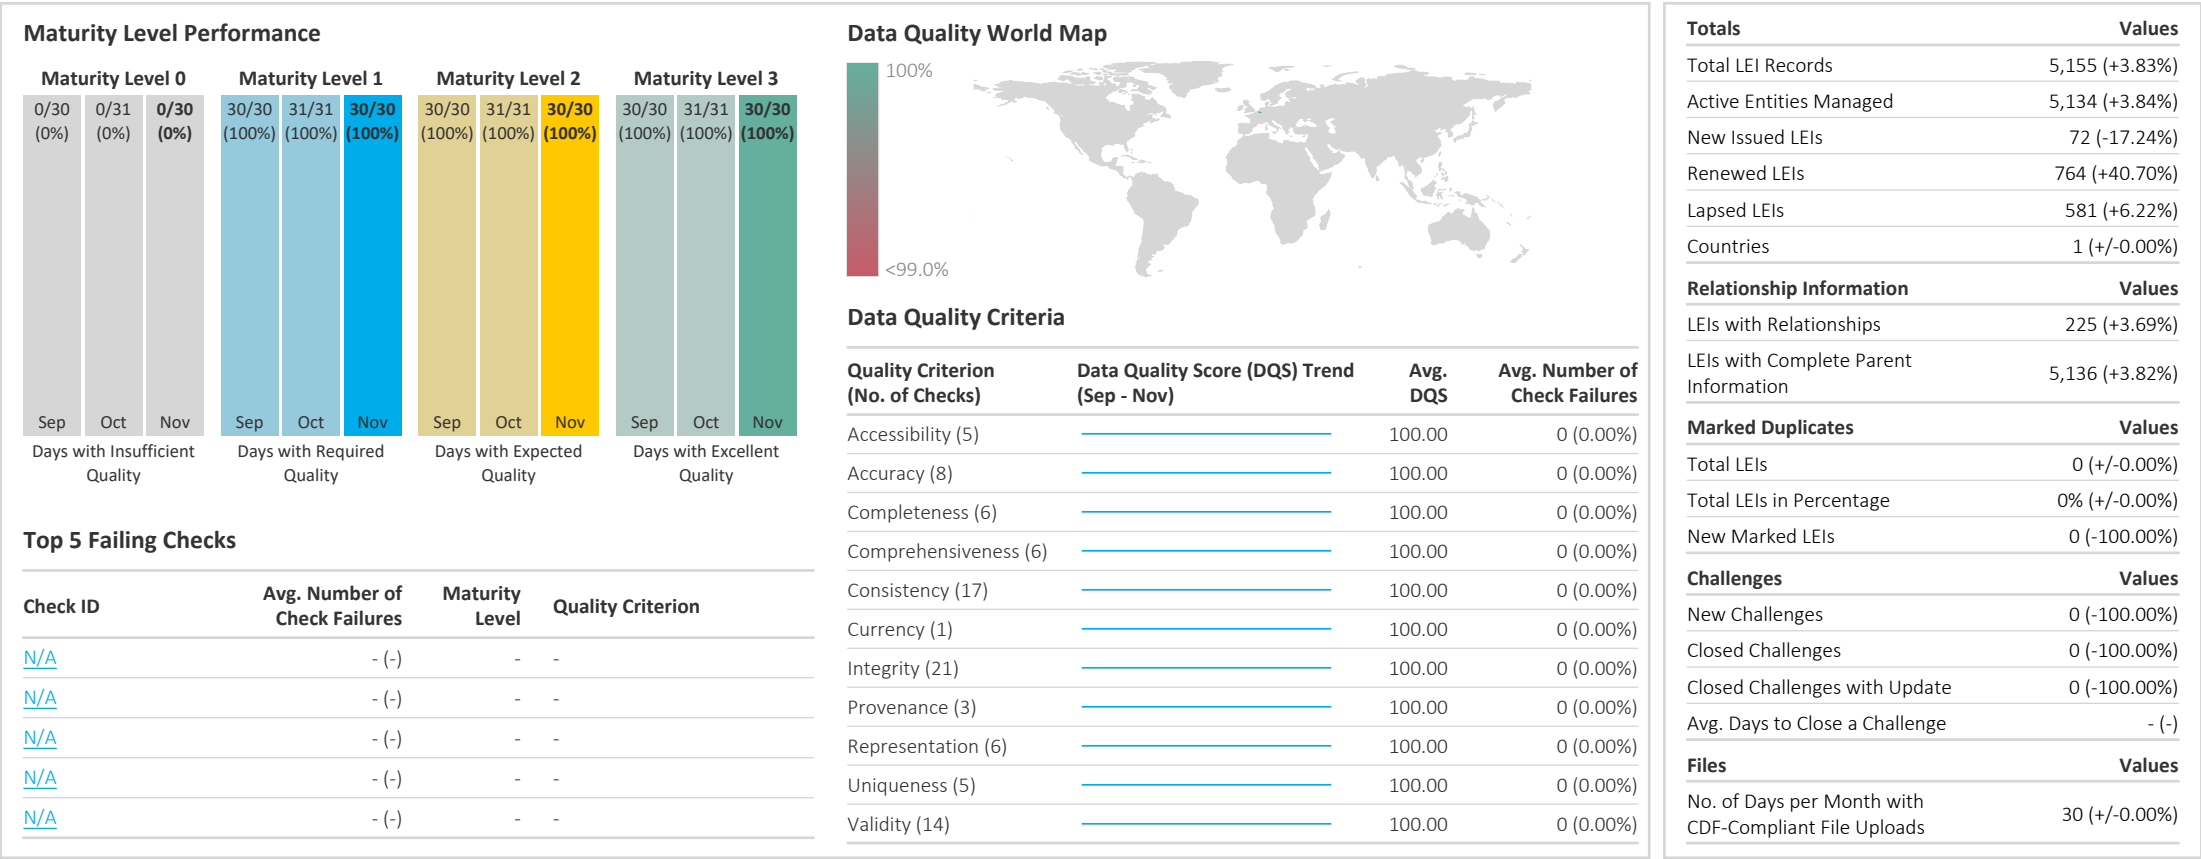 Maturity Level Performance
Maturity Level 0
Maturity Level 1
Maturity Level 2
Maturity Level 3
0/30 0/31 0/30
(0%) (0%) (0%)
30/30 31/31 30/30
(100%) (100%) (100%)
30/30 31/31 30/30
(100%) (100%) (100%)
30/30 31/31 30/30
(100%) (100%) (100%)
Sep Oct Nov
Sep Oct Nov
Sep Oct Nov
Sep Oct Nov
Days with Insufficient
Quality
Days with Required
Quality
Days with Expected
Quality
Days with Excellent
Quality
Top 5 Failing Checks
Check ID
Avg. Number of
Check Failures
Maturity
Level
Quality Criterion
N/A - (-) - -
N/A - (-) - -
N/A - (-) - -
N/A - (-) - -
N/A - (-) - -
Data Quality World Map
100%
<99.0%
Data Quality Criteria
Quality Criterion
(No. of Checks)
Data Quality Score (DQS) Trend
(Sep - Nov)
Avg.
DQS
Avg. Number of
Check Failures
Accessibility (5) 100.00 0 (0.00%)
Accuracy (8) 100.00 0 (0.00%)
Completeness (6) 100.00 0 (0.00%)
Comprehensiveness (6) 100.00 0 (0.00%)
Consistency (17) 100.00 0 (0.00%)
Currency (1) 100.00 0 (0.00%)
Integrity (21) 100.00 0 (0.00%)
Provenance (3) 100.00 0 (0.00%)
Representation (6) 100.00 0 (0.00%)
Uniqueness (5) 100.00 0 (0.00%)
Validity (14) 100.00 0 (0.00%)
Totals Values
Total LEI Records 5,155 (+3.83%)
Active Entities Managed 5,134 (+3.84%)
New Issued LEIs 72 (-17.24%)
Renewed LEIs 764 (+40.70%)
Lapsed LEIs 581 (+6.22%)
Countries 1 (+/-0.00%)
Relationship Information Values
LEIs with Relationships 225 (+3.69%)
LEIs with Complete Parent
Information 5,136 (+3.82%)
Marked Duplicates Values
Total LEIs 0 (+/-0.00%)
Total LEIs in Percentage 0% (+/-0.00%)
New Marked LEIs 0 (-100.00%)
Challenges Values
New Challenges 0 (-100.00%)
Closed Challenges 0 (-100.00%)
Closed Challenges with Update 0 (-100.00%)
Avg. Days to Close a Challenge - (-)
Files Values
No. of Days per Month with
CDF-Compliant File Uploads 30 (+/-0.00%)